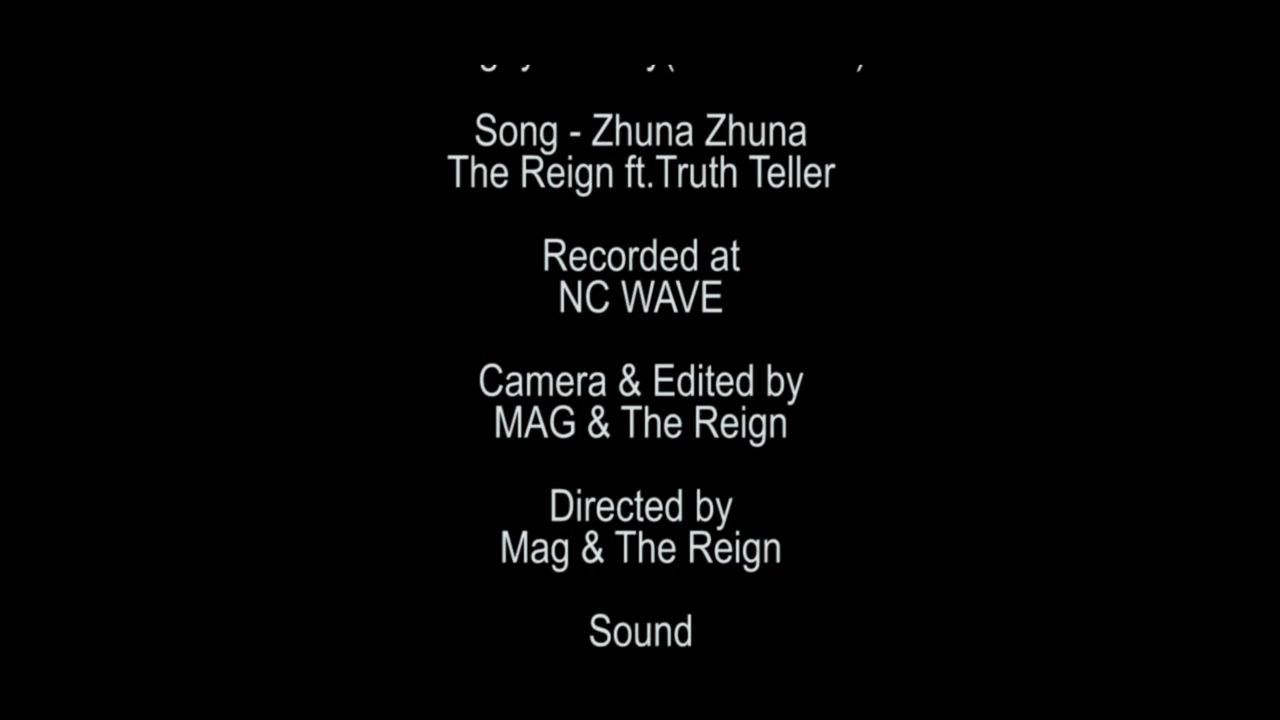 Song - Zhuna Zhuna
The Reign ft.Truth Teller
Recorded at
NC WAVE
Camera & Edited by
MAG & The Reign
Directed by
Mag & The Reign
Sound